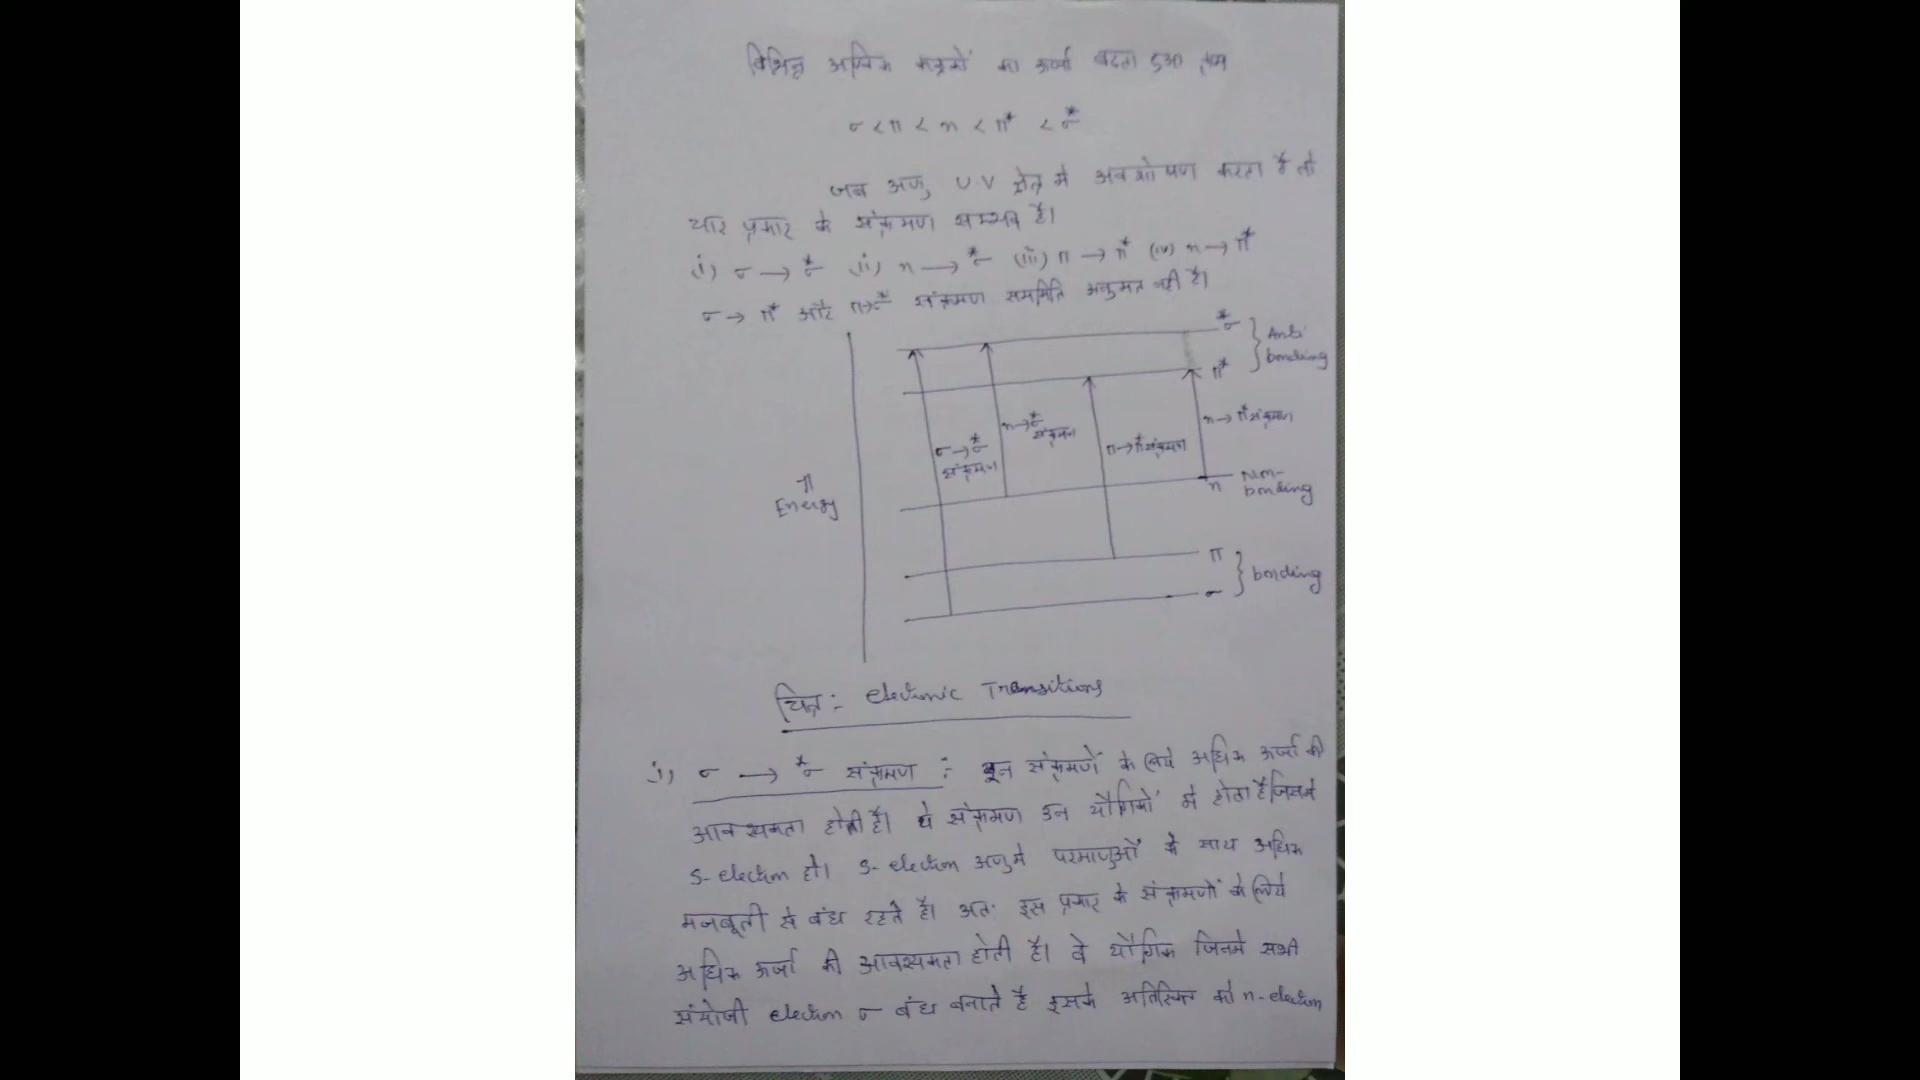 विभिन्न आण्विक कक्षकों का ऊर्जा बढता हुआ क्रम
σ < π < n < π* < σ*
जब अणु U.V क्षेत्र मे अवशोषण करता है तो
चार प्रकार के संक्रमण सम्भव है।
(i) σ → σ* (ii) n → σ* (iii) π → π* (iv) n → π*
σ → π* और π→σ* संक्रमण सममिति अनुमत नही है।
σ*
Anti
bonding
π*
n → π* संक्रमण
n → σ*
संक्रमण
σ → σ*
संक्रमण
π → π* संक्रमण
Energy
n
Non-
bonding
π
bonding
σ
चित्र:- electronic Transitions
i) σ → σ* संक्रमण :- इन संक्रमणों के लिये अधिक ऊर्जा की
आवश्यकता होती है। ये संक्रमण उन यौगिकों मे होता है जिसमे
s-electron हो। s-electron अणु मे परमाणुओं के साथ अधिक
मजबूती से बंध रहते है। अतः इस प्रकार के संक्रमणों के लिये
अधिक ऊर्जा की आवश्यकता होती है। वे यौगिक जिनमे सभी
संयोजी electron σ बंध बनाते है इसके अतिरिक्त को n-electron